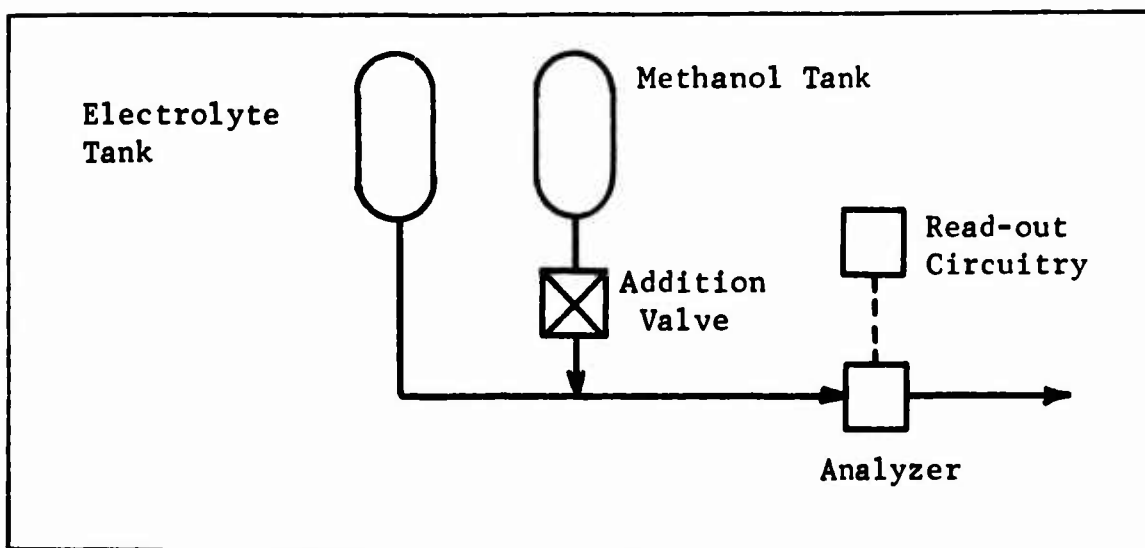 Electrolyte
Tank
Methanol Tank
Addition
Valve
Read-out
Circuitry
Analyzer